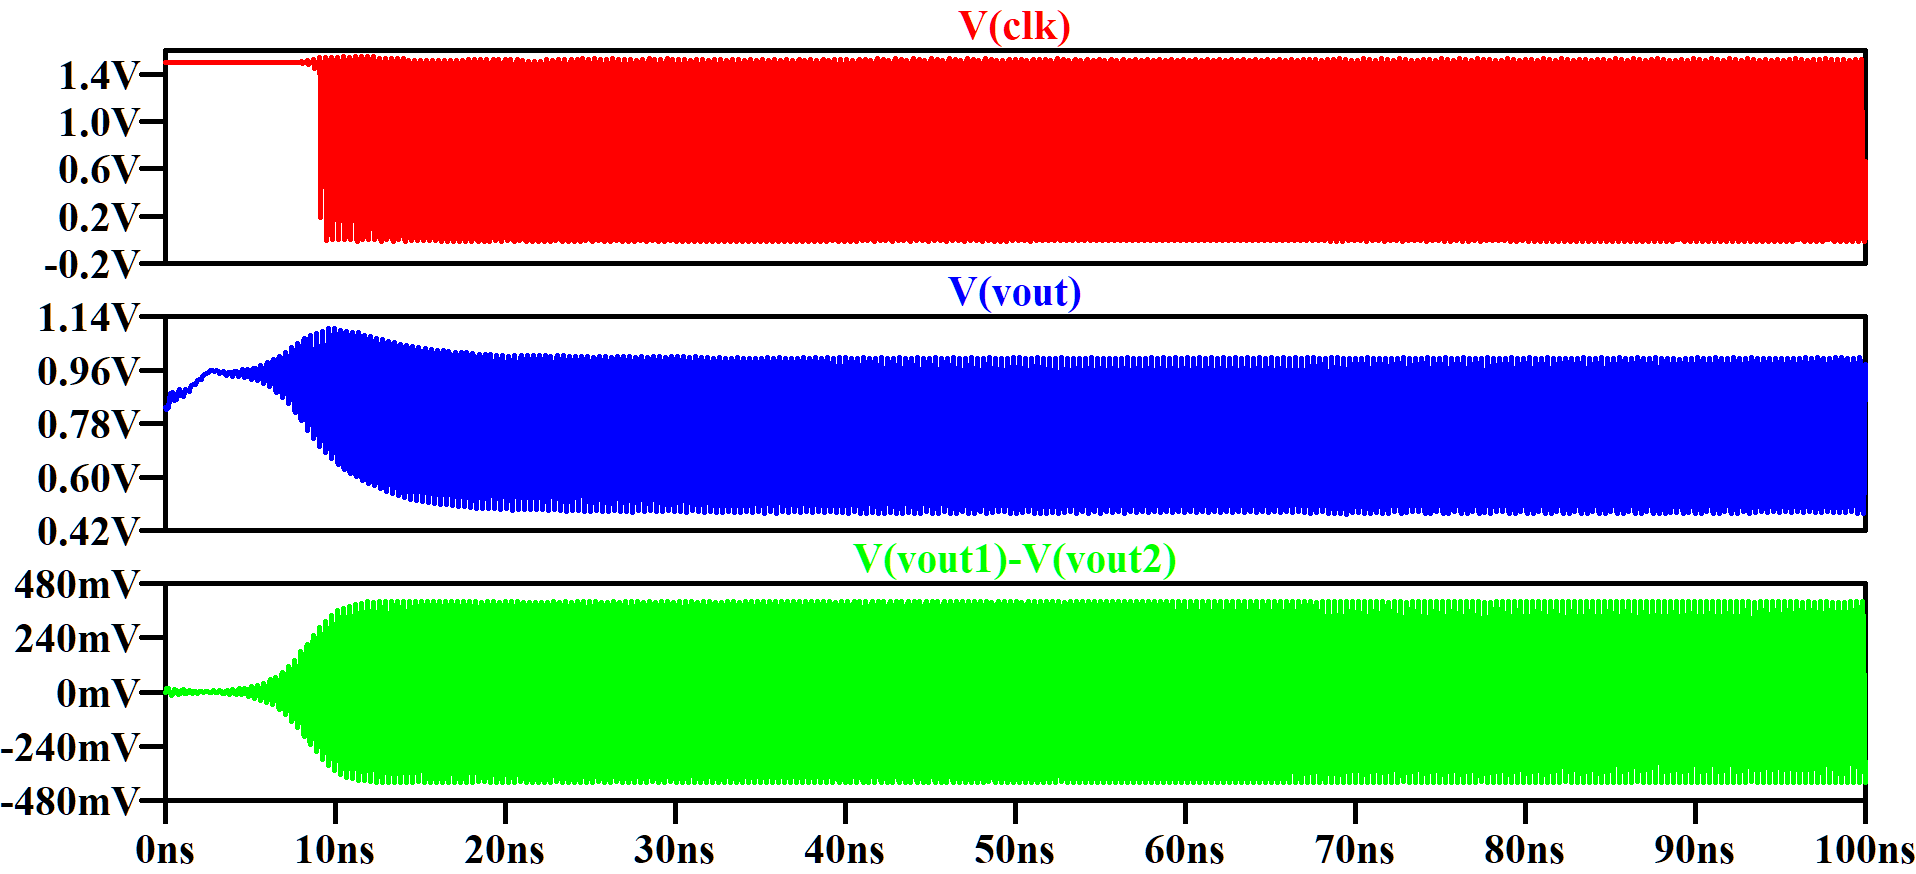 V(clk)
1.4V
1.0V
0.6V
0.2V
-0.2V
V(vout)
1.14V
0.96V
0.78V
0.60V
0.42V
V(vout1)-V(vout2)
480mV
240mV
0mV
-240mV
-480mV
0ns 10ns 20ns 30ns 40ns 50ns 60ns 70ns 80ns 90ns 100ns